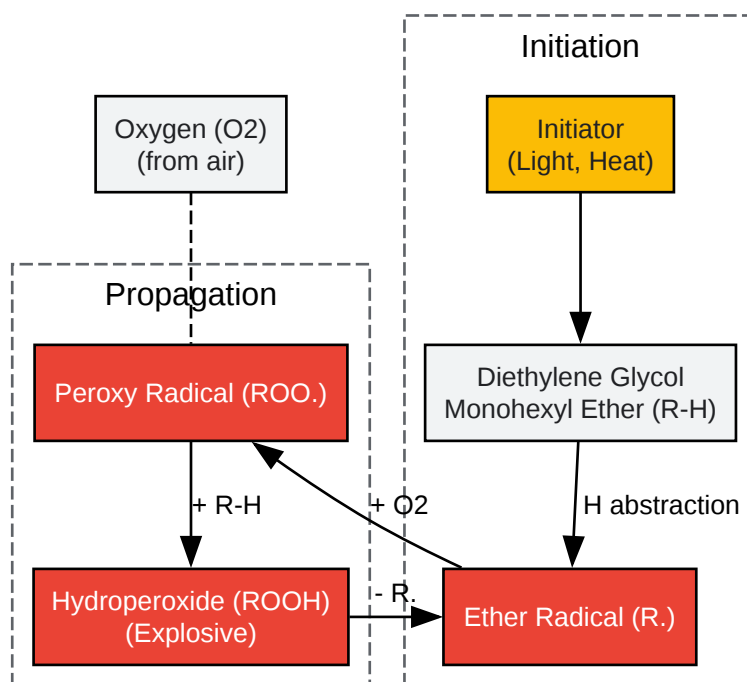 Initiation
Oxygen (O2)
(from air)
Initiator
(Light, Heat)
Propagation
Peroxy Radical (ROO.)
Diethylene Glycol
Monohexyl Ether (R-H)
+ R-H
+ O2
H abstraction
Hydroperoxide (ROOH)
(Explosive)
- R.
Ether Radical (R.)